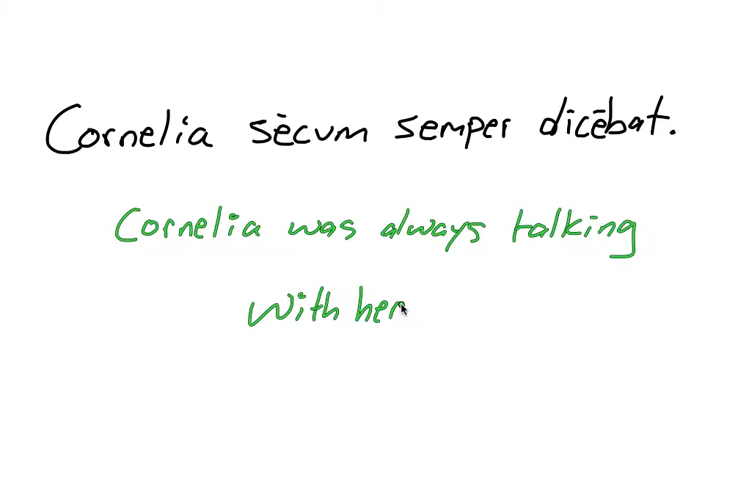 Cornelia sēcum semper dīcēbat.
Cornelia was always talking
with her